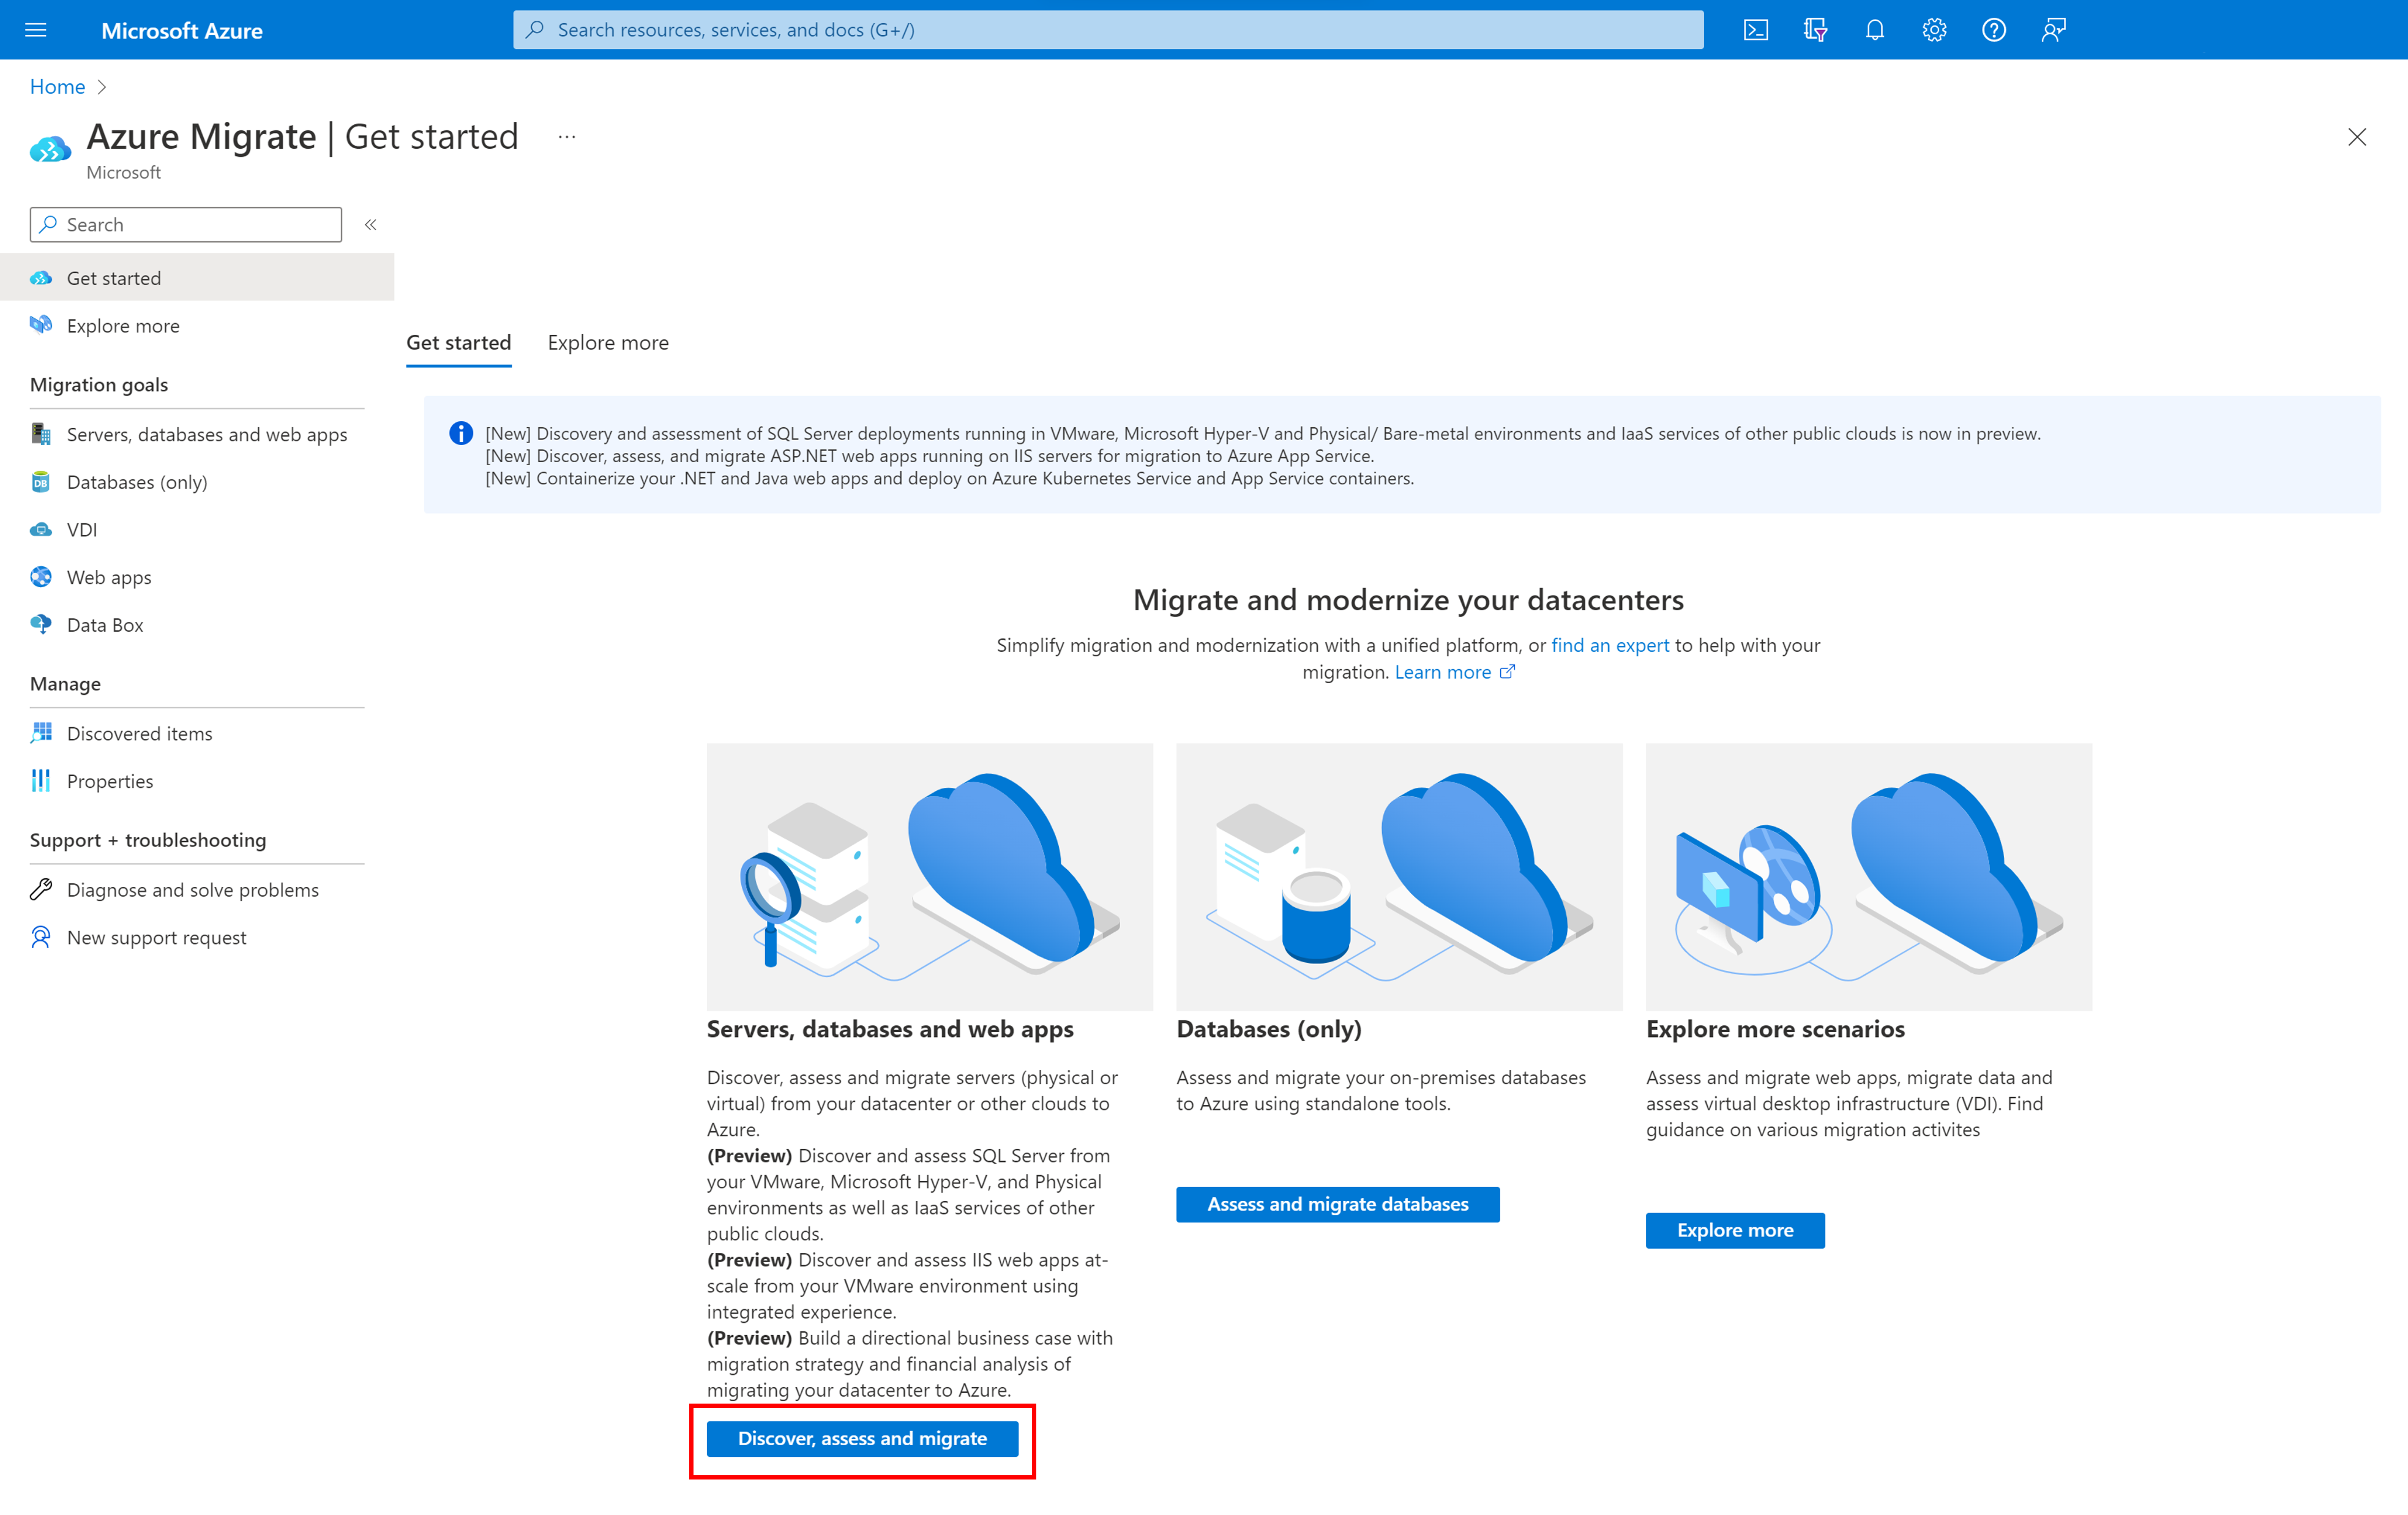 Microsoft Azure
Search resources, services, and docs (G+/)
Home
Azure Migrate | Get started
Microsoft
Search
Get started
Explore more
Migration goals
Servers, databases and web apps
Databases (only)
VDI
Web apps
Data Box
Manage
Discovered items
Properties
Support + troubleshooting
Diagnose and solve problems
New support request
Get started
Explore more
[New] Discovery and assessment of SQL Server deployments running in VMware, Microsoft Hyper-V and Physical/ Bare-metal environments and IaaS services of other public clouds is now in preview.
[New] Discover, assess, and migrate ASP.NET web apps running on IIS servers for migration to Azure App Service.
[New] Containerize your .NET and Java web apps and deploy on Azure Kubernetes Service and App Service containers.
Migrate and modernize your datacenters
Simplify migration and modernization with a unified platform, or find an expert to help with your
migration. Learn more
Servers, databases and web apps
Discover, assess and migrate servers (physical or
virtual) from your datacenter or other clouds to
Azure.
(Preview) Discover and assess SQL Server from
your VMware, Microsoft Hyper-V, and Physical
environments as well as IaaS services of other
public clouds.
(Preview) Discover and assess IIS web apps at-
scale from your VMware environment using
integrated experience.
(Preview) Build a directional business case with
migration strategy and financial analysis of
migrating your datacenter to Azure.
Discover, assess and migrate
Databases (only)
Assess and migrate your on-premises databases
to Azure using standalone tools.
Assess and migrate databases
Explore more scenarios
Assess and migrate web apps, migrate data and
assess virtual desktop infrastructure (VDI). Find
guidance on various migration activites
Explore more
DB